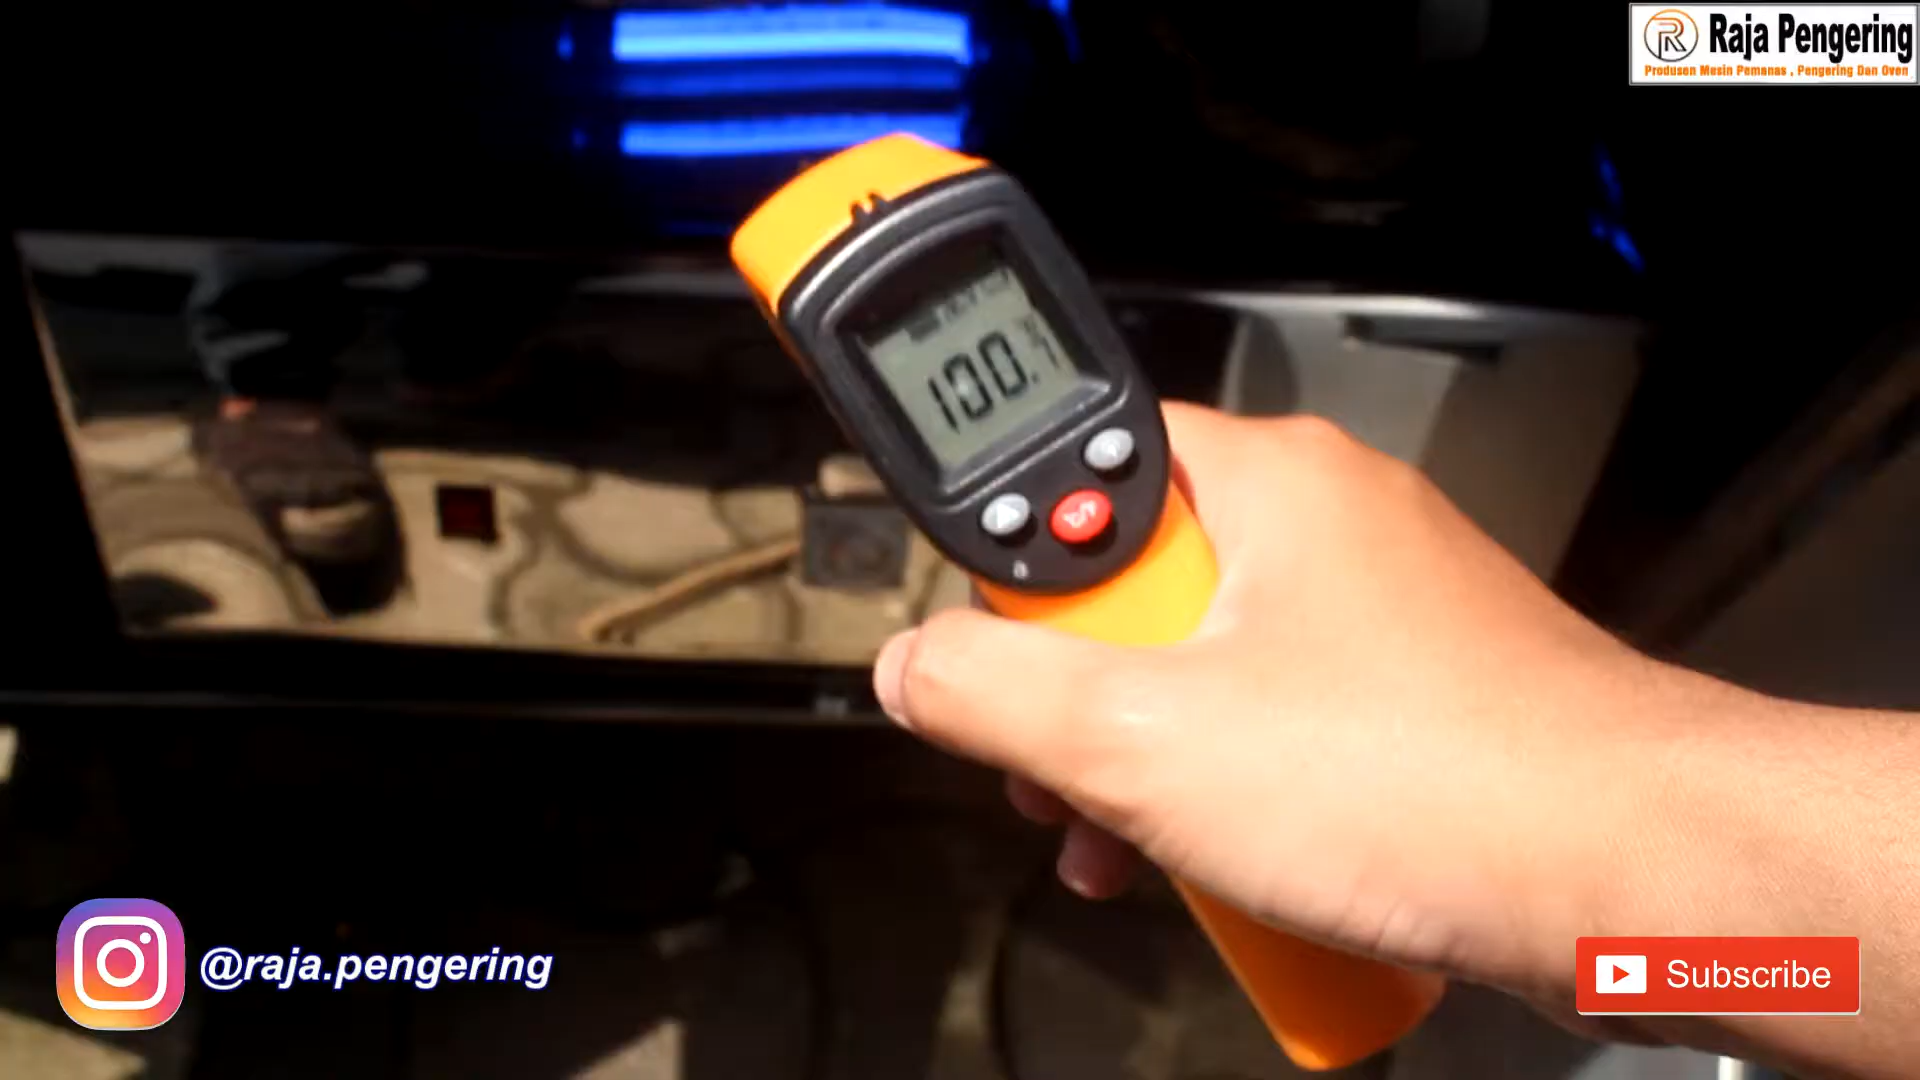 Raja Pengering
Produsen Mesin Pemanas , Pengering Dan Oven
100.
@raja.pengering
Subscribe